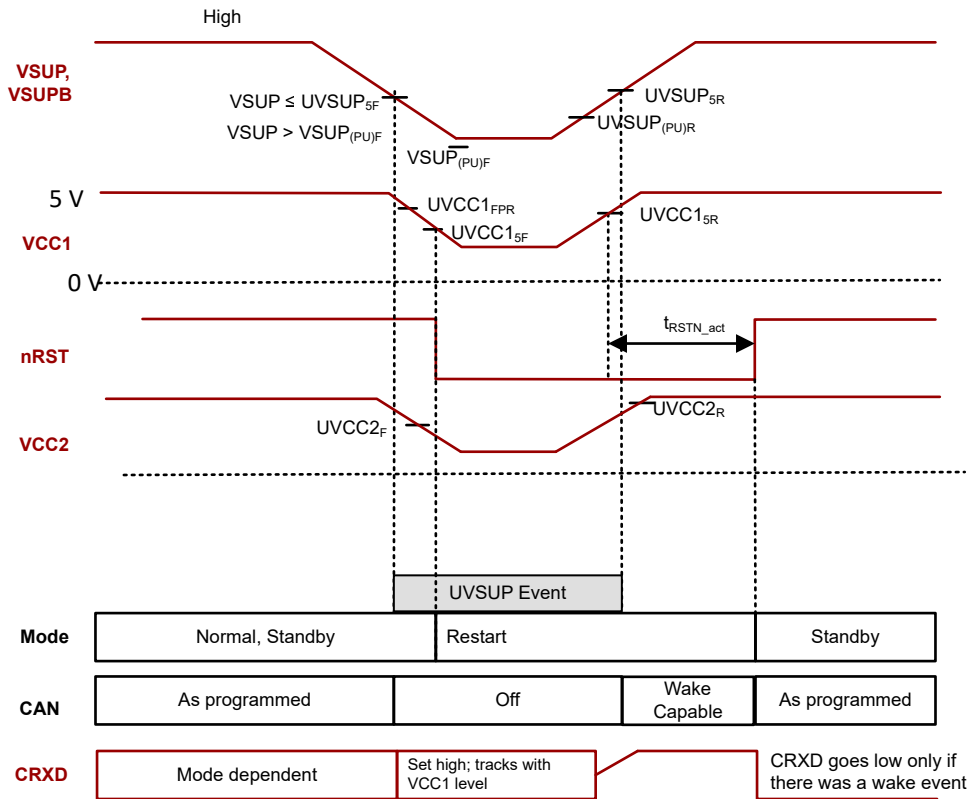 High
VSUP,
VSUPB
VSUP ≤ UVSUP5F
VSUP > VSUP(PU)F
VSUP(PU)F
UVSUP5R
UVSUP(PU)R
5 V
VCC1
0 V
UVCC1FPR
UVCC15F
UVCC15R
nRST
tRSTN_act
VCC2
UVCC2F
UVCC2R
UVSUP Event
Mode
Normal, Standby
Restart
Standby
CAN
As programmed
Off
Wake
Capable
As programmed
CRXD
Mode dependent
Set high; tracks with
VCC1 level
CRXD goes low only if
there was a wake event